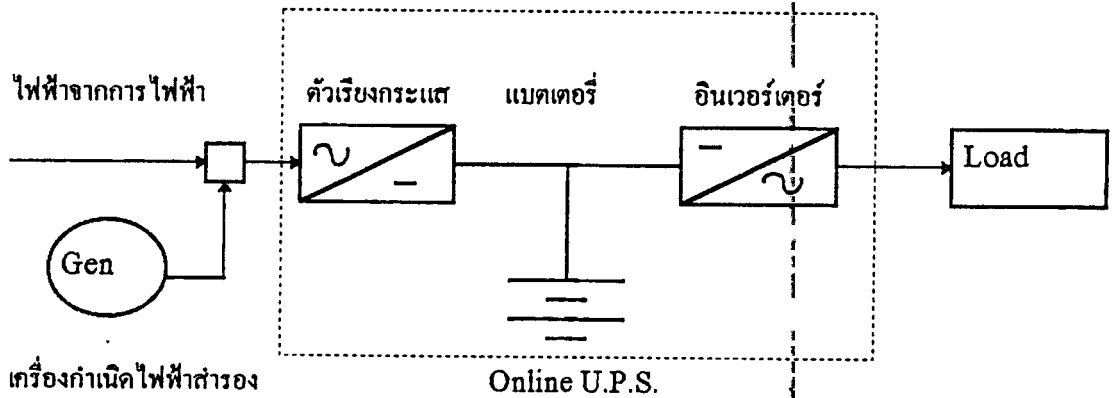 ไฟฟ้าจากการไฟฟ้า
ตัวเรียงกระแส
แบตเตอรี่
อินเวอร์เตอร์
Load
Gen
เครื่องกำเนิดไฟฟ้าสำรอง
Online U.P.S.